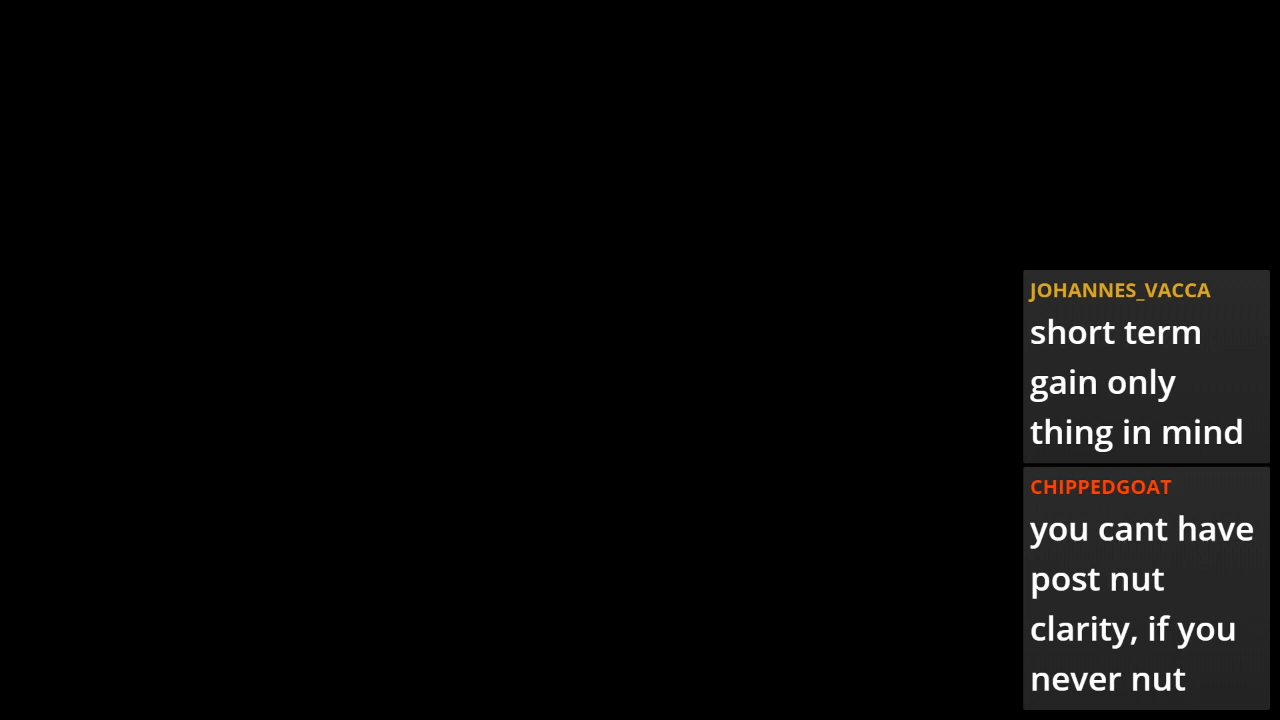 JOHANNES_VACCA
short term
gain only
thing in mind
CHIPPEDGOAT
you cant have
post nut
clarity, if you
never nut